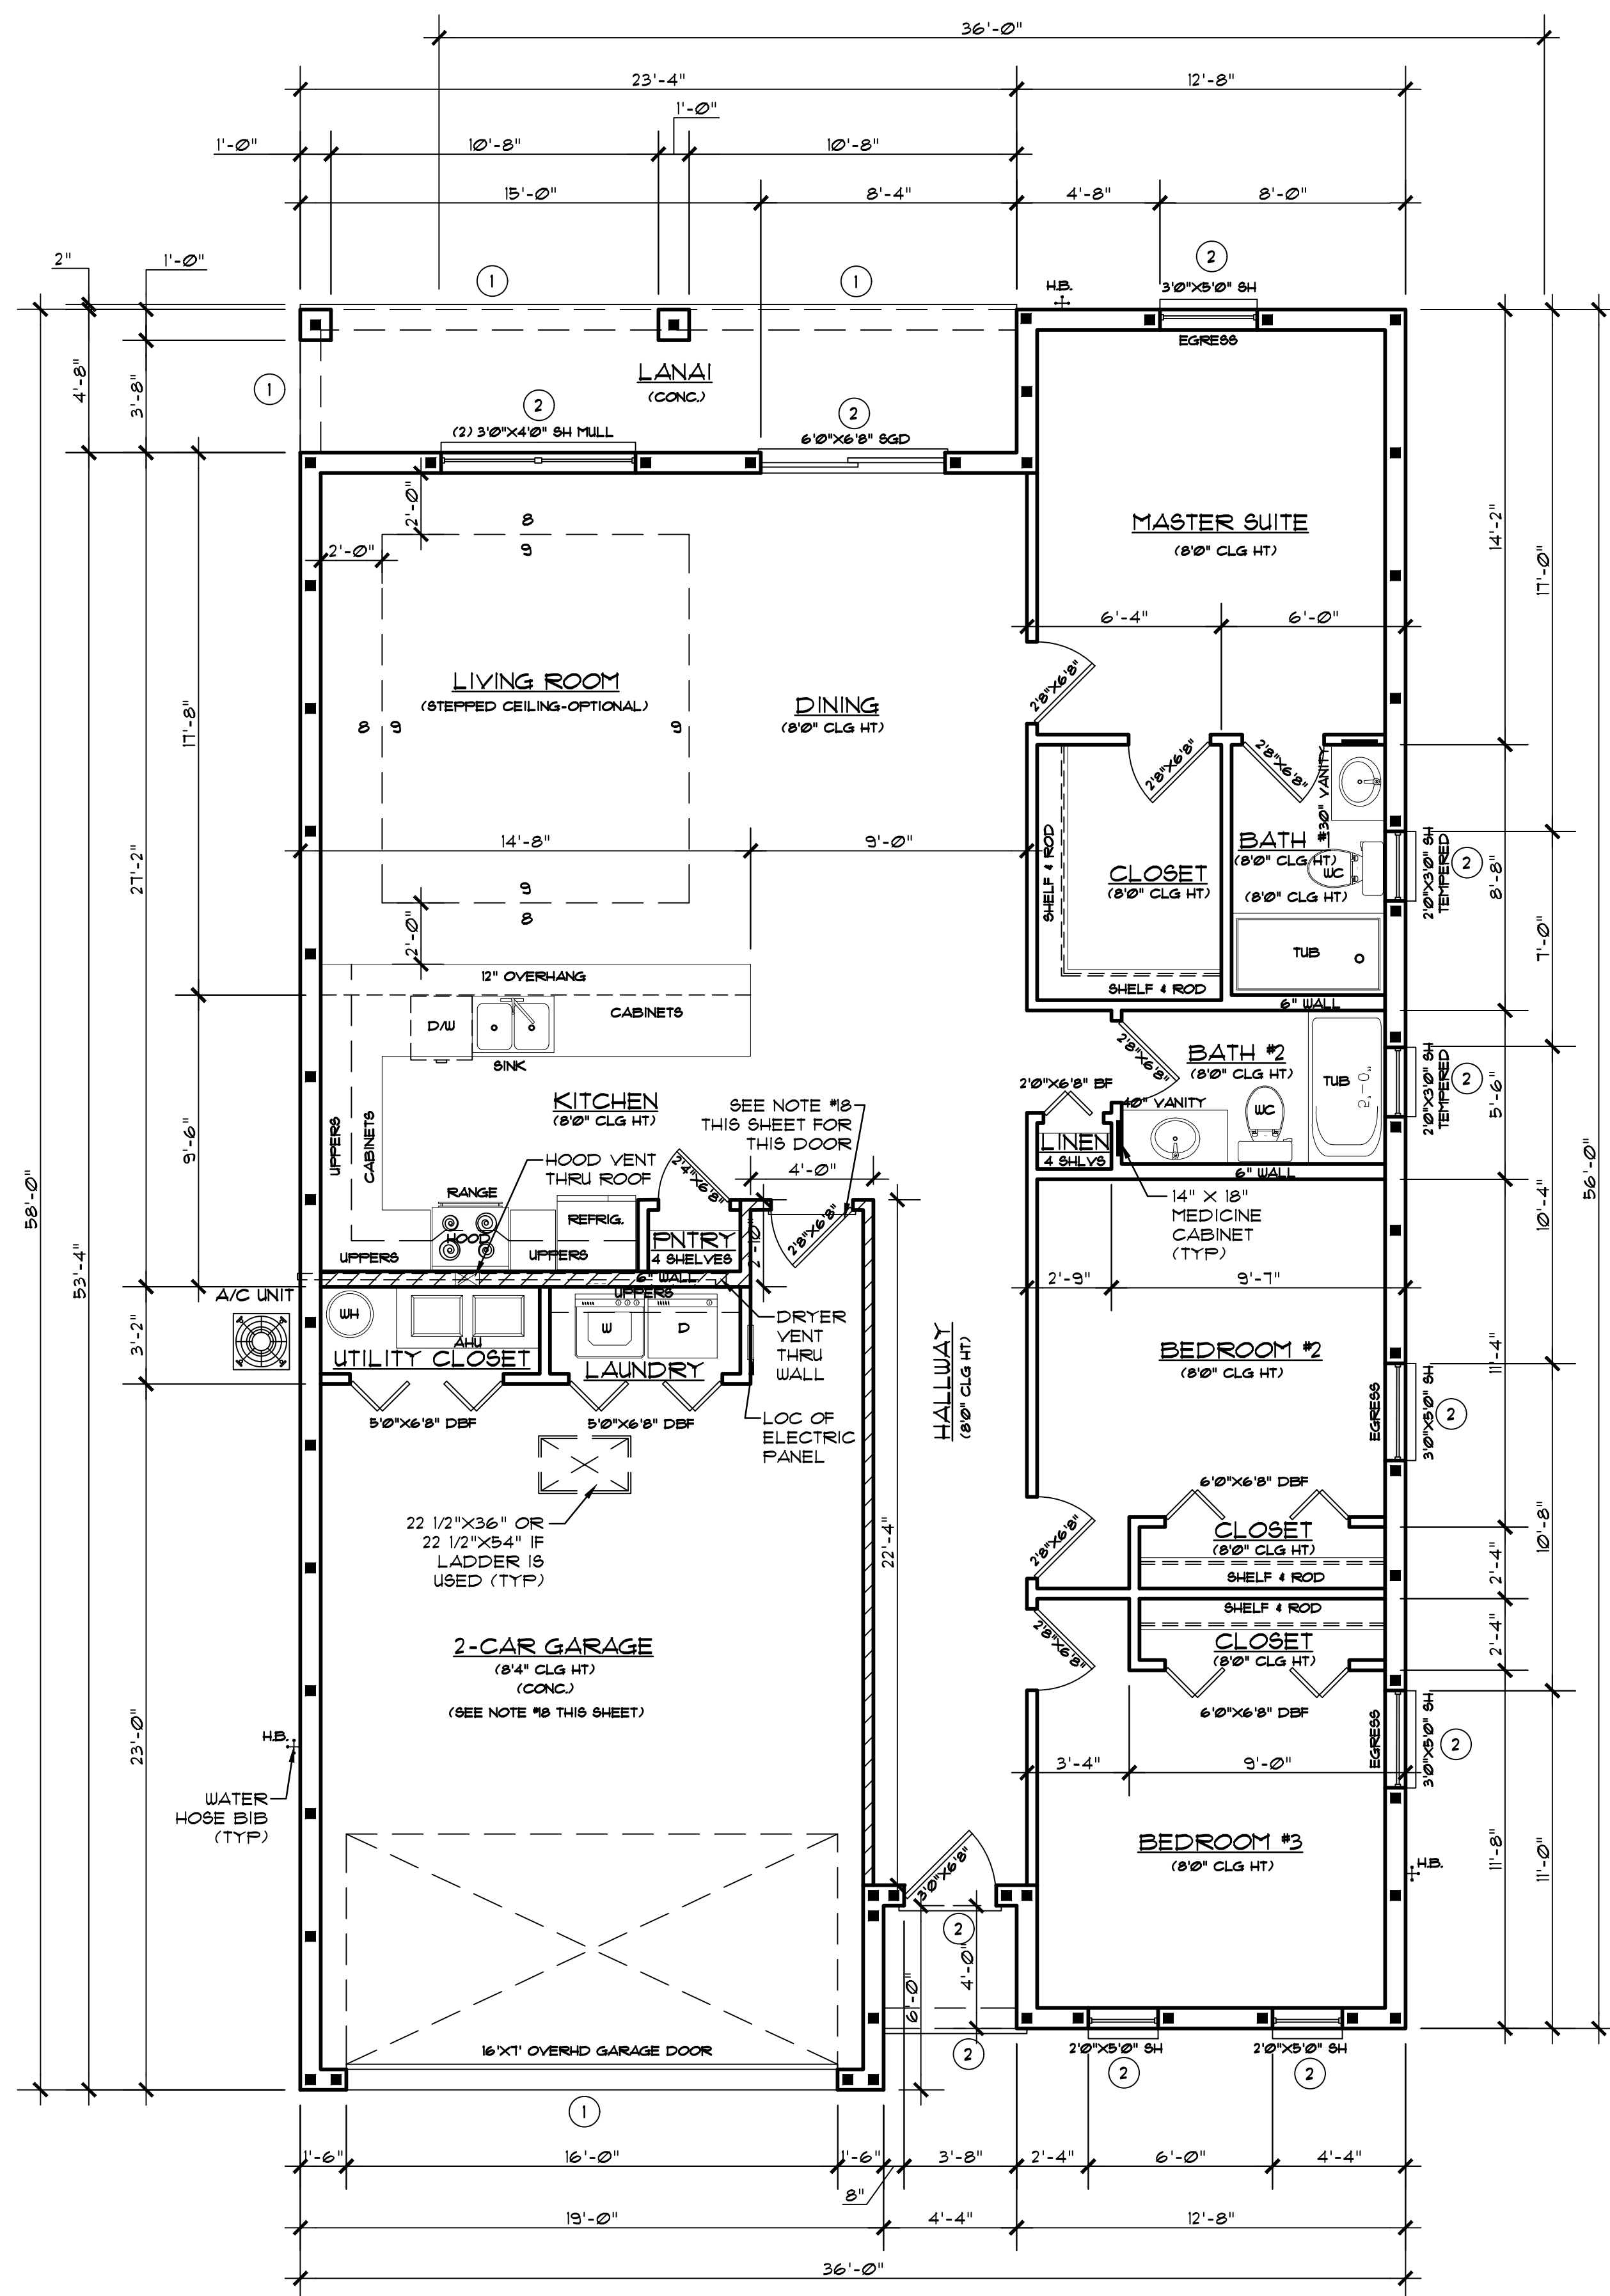 36'-0"
23'-4"
12'-8"
1'-0"
1'-0"
10'-8"
10'-8"
15'-0"
8'-4"
4'-8"
8'-0"
2"
1'-0"
1
1
2
H.B.
3'0"X5'0" SH
EGRESS
4'-8"
3'-8"
1
LANAI
(CONC.)
2
2
(2) 3'0"X4'0" SH MULL
6'0"X6'8" SGD
2'-0"
8
9
2'-0"
MASTER SUITE
(8'0" CLG HT)
14'-2"
17'-0"
6'-4"
6'-0"
2'8"X6'8"
LIVING ROOM
(STEPPED CEILING-OPTIONAL)
8
9
9
DINING
(8'0" CLG HT)
17'-8"
27'-2"
2'8"X6'8"
2'8"X6'8"
#30" VANITY
14'-8"
9'-0"
SHELF & ROD
CLOSET
(8'0" CLG HT)
BATH
(8'0" CLG HT)
WC
(8'0" CLG HT)
2'0"X3'0" SH
TEMPERED
2
8'-8"
7'-0"
9
8
2'-0"
TUB
SHELF & ROD
6" WALL
12" OVERHANG
CABINETS
D/W
SINK
2'8"X6'8"
BATH #2
(8'0" CLG HT)
TUB
5'-0"
2'0"X3'0" SH
TEMPERED
2
5'-6"
2'0"X6'8" BF
40" VANITY
WC
LINEN
4 SHLVS
6" WALL
KITCHEN
(8'0" CLG HT)
SEE NOTE #18
THIS SHEET FOR
THIS DOOR
UPPERS
CABINETS
9'-6"
HOOD VENT
THRU ROOF
2'4"X6'8"
4'-0"
RANGE
HOOD
REFRIG.
UPPERS
UPPERS
PNTRY
4 SHELVES
2'-10"
2'8"X6'8"
6" WALL
UPPERS
14" X 18"
MEDICINE
CABINET
(TYP)
2'-9"
9'-7"
10'-4"
56'-0"
58'-0"
53'-4"
A/C UNIT
WH
AHU
UTILITY CLOSET
W
D
LAUNDRY
3'-2"
DRYER
VENT
THRU
WALL
5'0"X6'8" DBF
5'0"X6'8" DBF
LOC OF
ELECTRIC
PANEL
HALLWAY
(8'0" CLG HT)
BEDROOM #2
(8'0" CLG HT)
EGRESS
3'0"X5'0" SH
2
11'-4"
10'-8"
22 1/2"X36" OR
22 1/2"X54" IF
LADDER IS
USED (TYP)
22'-4"
6'0"X6'8" DBF
2'8"X6'8"
CLOSET
(8'0" CLG HT)
SHELF & ROD
2'-4"
SHELF & ROD
2'8"X6'8"
CLOSET
(8'0" CLG HT)
2'-4"
6'0"X6'8" DBF
2-CAR GARAGE
(8'4" CLG HT)
(CONC.)
(SEE NOTE #18 THIS SHEET)
23'-0"
H.B.
WATER
HOSE BIB
(TYP)
EGRESS
3'0"X5'0" SH
2
3'-4"
9'-0"
BEDROOM #3
(8'0" CLG HT)
H.B.
11'-8"
11'-0"
3'0"X6'8"
2
4'-0"
6'-0"
16'X7' OVERHD GARAGE DOOR
2
2'0"X5'0" SH
2
2'0"X5'0" SH
2
1
1'-6"
16'-0"
1'-6"
3'-8"
2'-4"
6'-0"
4'-4"
8"
19'-0"
4'-4"
12'-8"
36'-0"